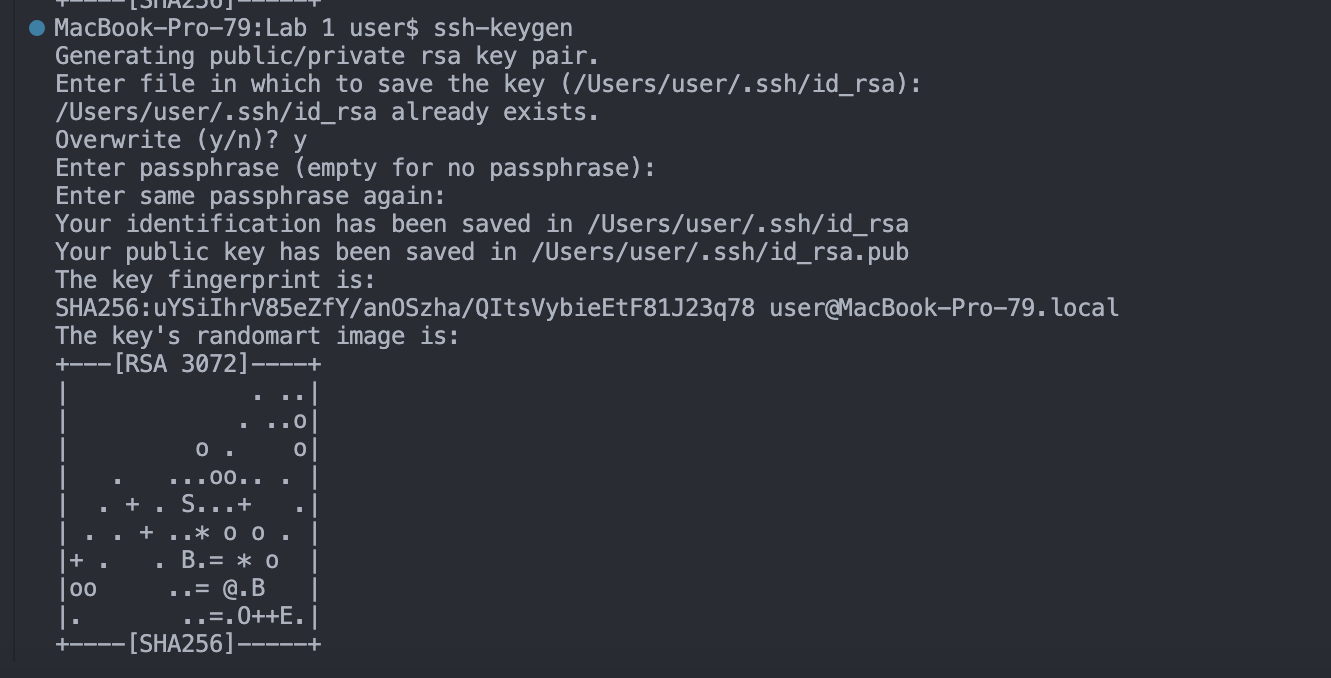 +----[SHA256]-----+
MacBook-Pro-79:Lab 1 user$ ssh-keygen
Generating public/private rsa key pair.
Enter file in which to save the key (/Users/user/.ssh/id_rsa):
/Users/user/.ssh/id_rsa already exists.
Overwrite (y/n)? y
Enter passphrase (empty for no passphrase):
Enter same passphrase again:
Your identification has been saved in /Users/user/.ssh/id_rsa
Your public key has been saved in /Users/user/.ssh/id_rsa.pub
The key fingerprint is:
SHA256:uYSiIhrV85eZfY/anOSzha/QItsVybieEtF81J23q78 user@MacBook-Pro-79.local
The key's randomart image is:
+---[RSA 3072]----+
|             . ..|
|            . ..o|
|         o .    o|
|   .   ...oo.. . |
|  . + . S...+   .|
| . . + ..* o o . |
|+ .   . B.= * o  |
|oo     ..= @.B   |
|.       ..=.O++E.|
+----[SHA256]-----+